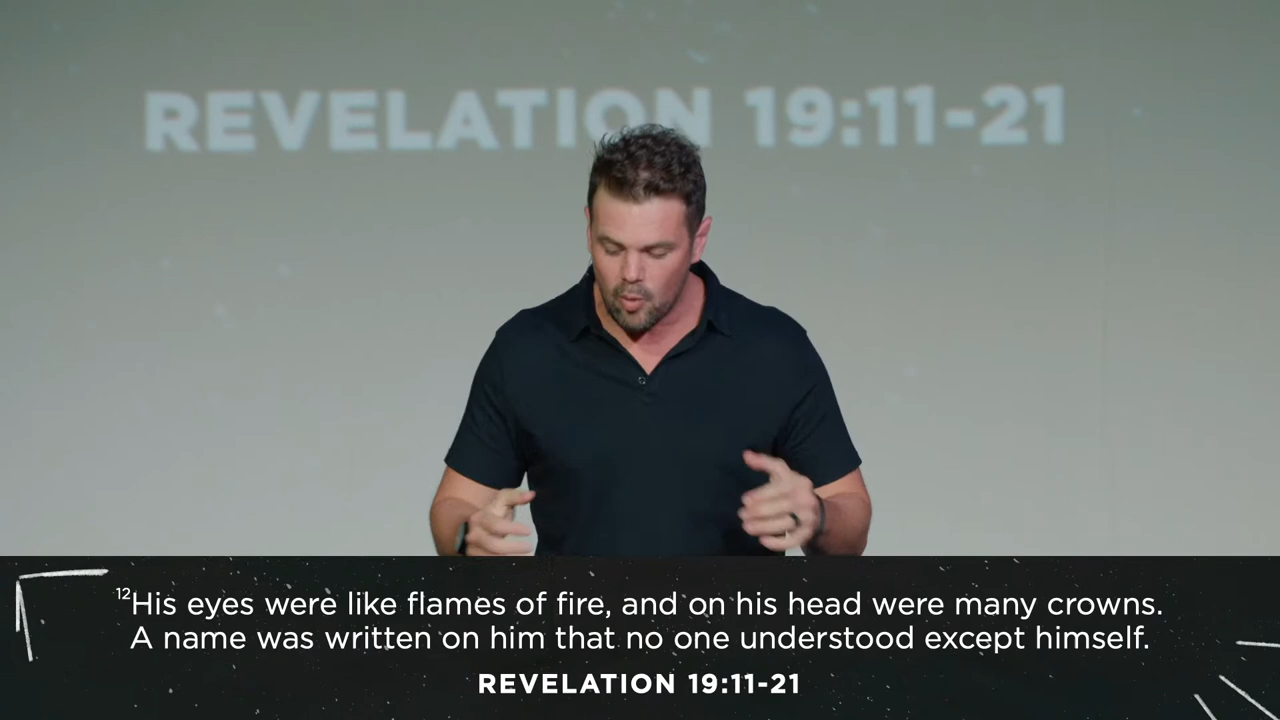 REVELATION 19:11-21
¹²His eyes were like flames of fire, and on his head were many crowns.
A name was written on him that no one understood except himself.
REVELATION 19:11-21